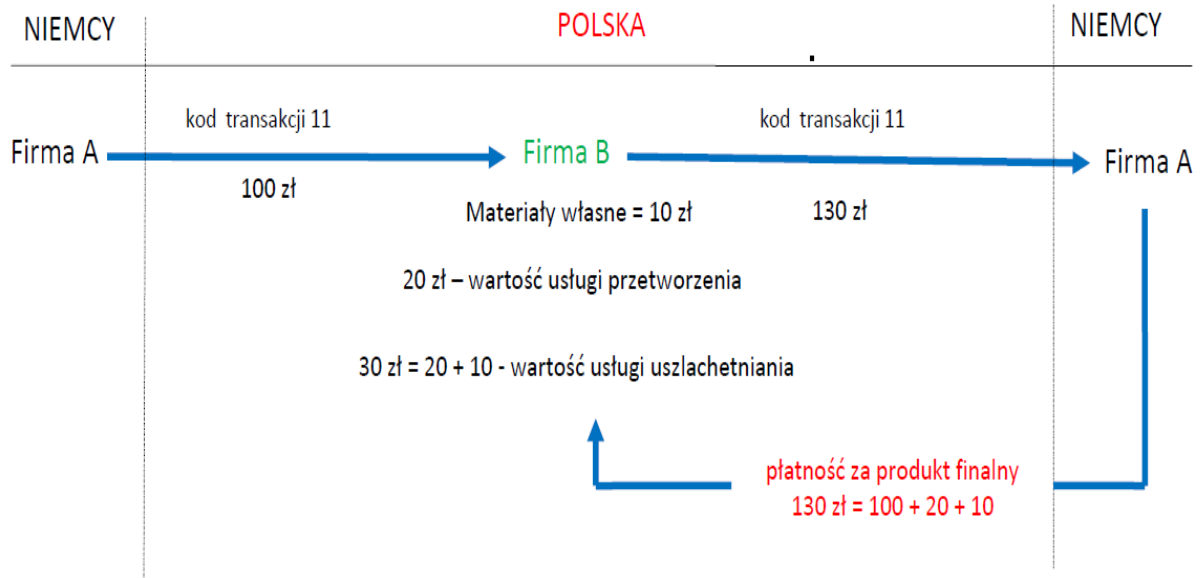 NIEMCY
POLSKA
NIEMCY
kod transakcji 11
kod transakcji 11
Firma A
Firma B
Firma A
100 zł
Materiały własne = 10 zł
130 zł
20 zł – wartość usługi przetworzenia
30 zł = 20 + 10 - wartość usługi uszlachetniania
płatność za produkt finalny
130 zł = 100 + 20 + 10